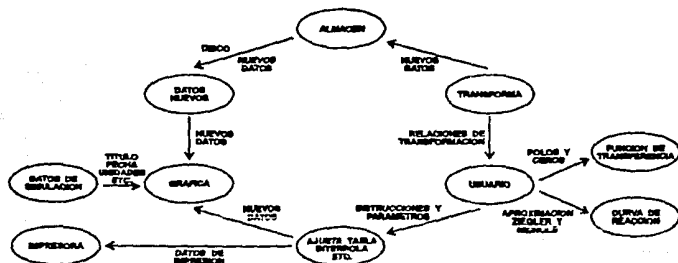 ALMACEN
DISCO
NUEVOS
DATOS
NUEVOS
DATOS
DATOS
NUEVOS
TRANSFORMA
NUEVOS
DATOS
RELACIONES DE
TRANSFORMACION
POLOS Y
CEROS
FUNCION DE
TRANSFERENCIA
DATOS DE
SIMULACION
TITULO
FECHA
UNIDADES
ETC.
GRAFICA
USUARIO
NUEVOS
DATOS
INSTRUCCIONES Y
PARAMETROS
APROXIMACION
ZIEGLER Y
CURVA DE
REACCION
IMPRESORA
DATOS DE
IMPRESION
AJUSTA TABLA
INTERPOLA
ETC.